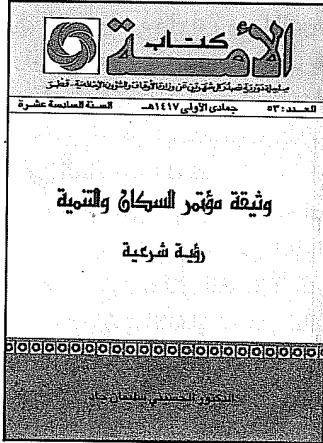 كتاب
الأمة
سلسلة دورية تصدر كل شهرين عن وزارة الأوقاف والشؤون الإسلامية - قطر
العدد: ٥٣
جمادى الأولى ١٤١٧هـ
السنة السادسة عشرة
وثيقة مؤتمر السكان والتنمية
رؤية شرعية
الدكتور الحسيني سليمان جاد